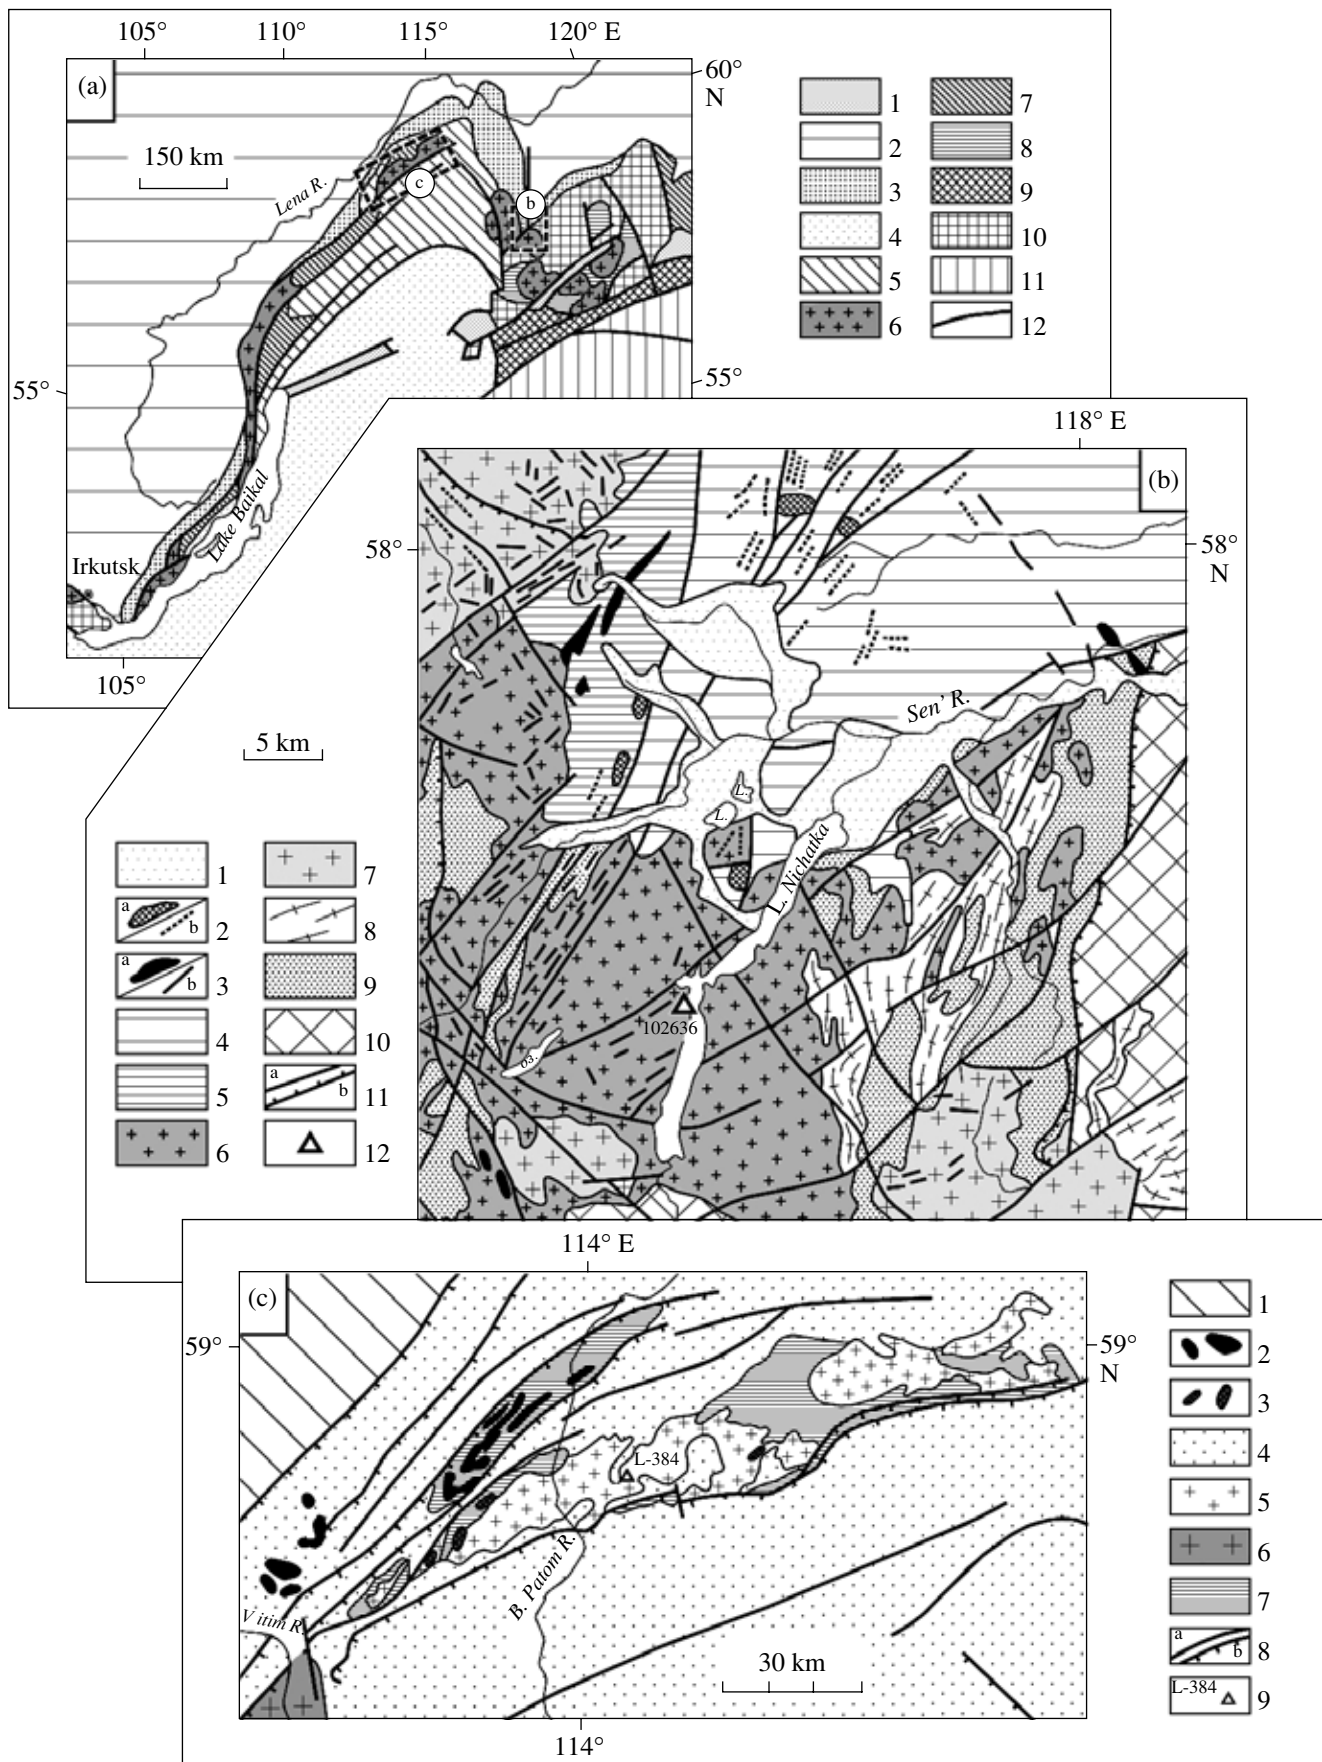 105°
110°
115°
120° E
(a)
60°
N
150 km
Lena R.
c
b
55°
55°
Lake Baikal
Irkutsk
105°
1
2
3
4
5
6
7
8
9
10
11
12
118° E
(b)
58°
58°
N
Sen' R.
L.
L.
L. Nichatka
102636
оз.
5 km
1
a
b
2
a
b
3
4
5
6
7
8
9
10
a
b
11
12
114° E
(c)
59°
59°
N
L-384
B. Patom R.
Vitim R.
30 km
114°
1
2
3
4
5
6
7
a
b
8
L-384
9